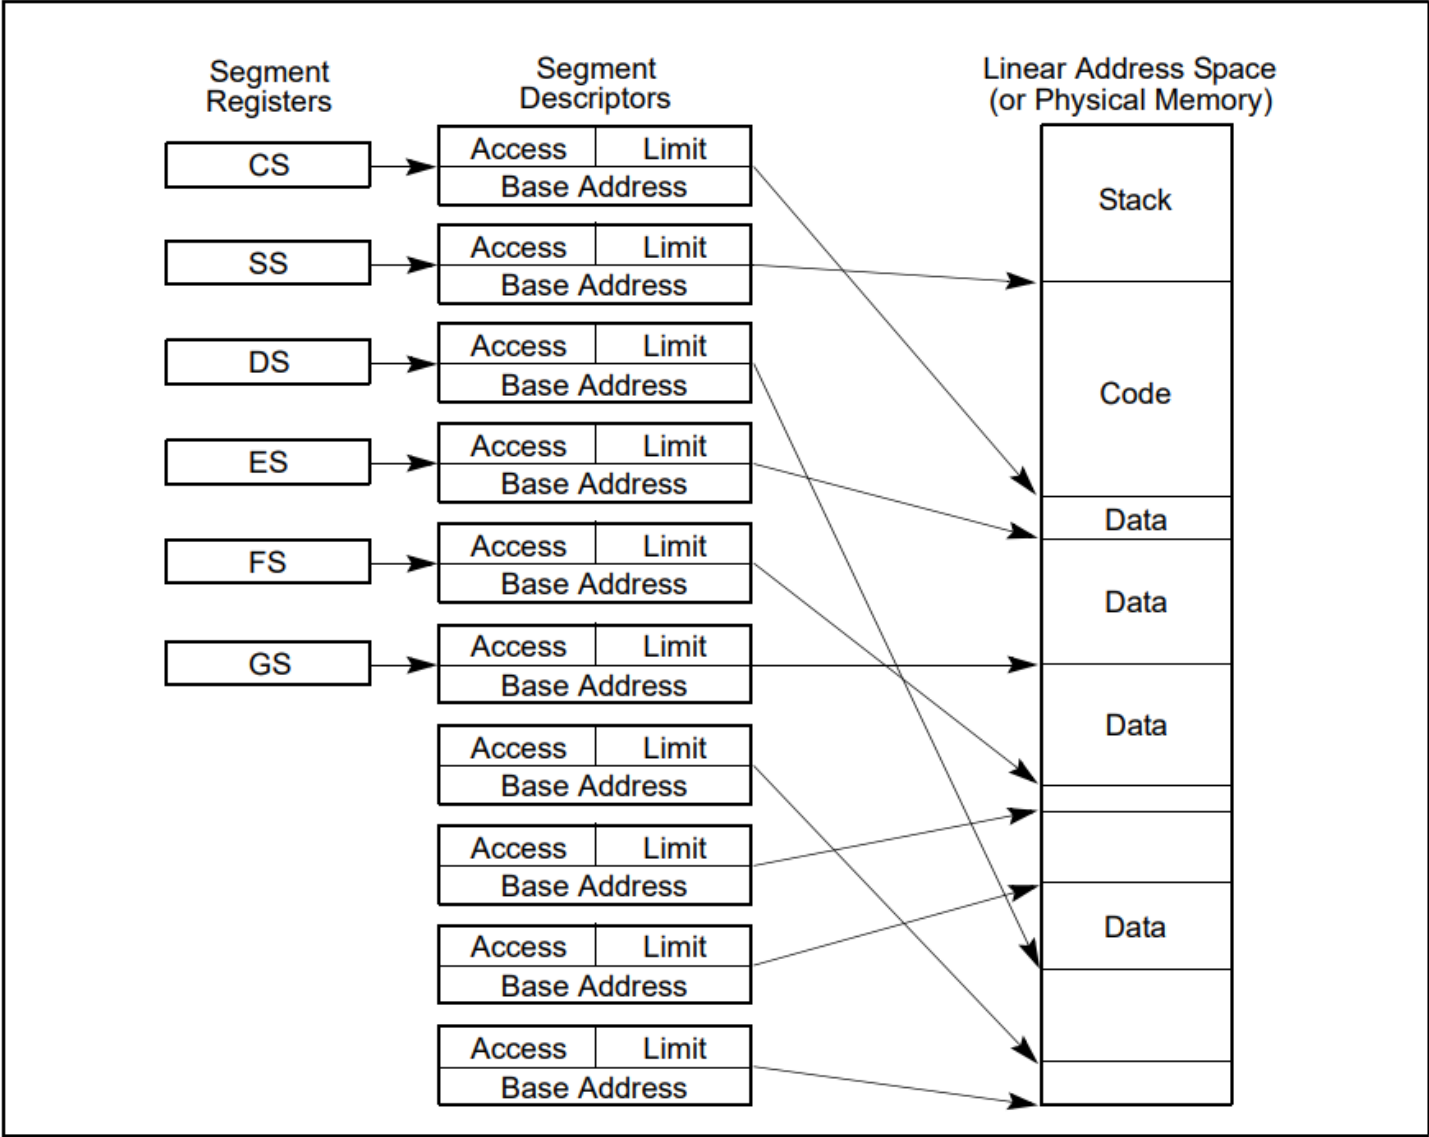 Segment
Registers
Segment
Descriptors
Linear Address Space
(or Physical Memory)
CS
Access Limit
Base Address
Stack
SS
Access Limit
Base Address
DS
Access Limit
Base Address
Code
ES
Access Limit
Base Address
Data
FS
Access Limit
Base Address
Data
GS
Access Limit
Base Address
Data
Access Limit
Base Address
Access Limit
Base Address
Data
Access Limit
Base Address
Access Limit
Base Address